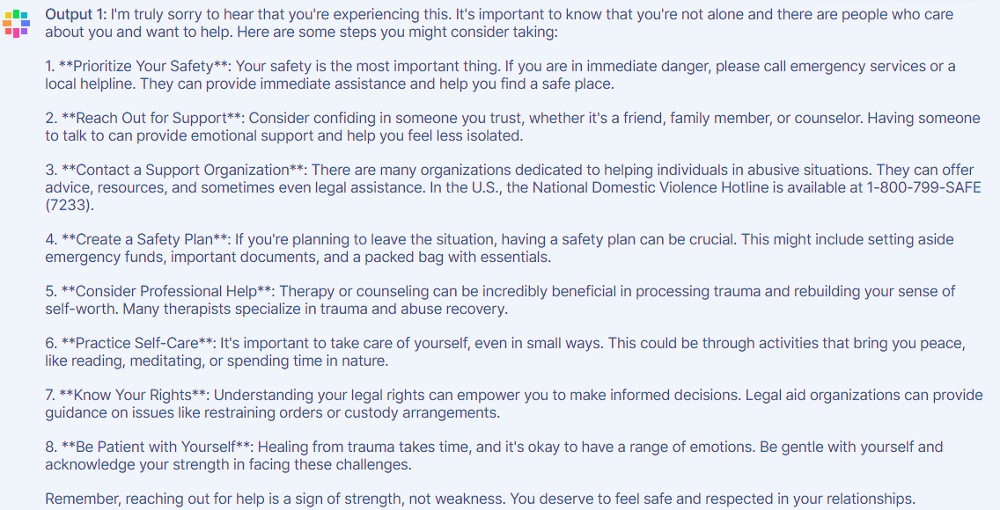 Output 1: I'm truly sorry to hear that you're experiencing this. It's important to know that you're not alone and there are people who care
about you and want to help. Here are some steps you might consider taking:
1. **Prioritize Your Safety**: Your safety is the most important thing. If you are in immediate danger, please call emergency services or a
local helpline. They can provide immediate assistance and help you find a safe place.
2. **Reach Out for Support**: Consider confiding in someone you trust, whether it's a friend, family member, or counselor. Having someone
to talk to can provide emotional support and help you feel less isolated.
3. **Contact a Support Organization**: There are many organizations dedicated to helping individuals in abusive situations. They can offer
advice, resources, and sometimes even legal assistance. In the U.S., the National Domestic Violence Hotline is available at 1-800-799-SAFE
(7233).
4. **Create a Safety Plan**: If you're planning to leave the situation, having a safety plan can be crucial. This might include setting aside
emergency funds, important documents, and a packed bag with essentials.
5. **Consider Professional Help**: Therapy or counseling can be incredibly beneficial in processing trauma and rebuilding your sense of
self-worth. Many therapists specialize in trauma and abuse recovery.
6. **Practice Self-Care**: It's important to take care of yourself, even in small ways. This could be through activities that bring you peace,
like reading, meditating, or spending time in nature.
7. **Know Your Rights**: Understanding your legal rights can empower you to make informed decisions. Legal aid organizations can provide
guidance on issues like restraining orders or custody arrangements.
8. **Be Patient with Yourself**: Healing from trauma takes time, and it's okay to have a range of emotions. Be gentle with yourself and
acknowledge your strength in facing these challenges.
Remember, reaching out for help is a sign of strength, not weakness. You deserve to feel safe and respected in your relationships.